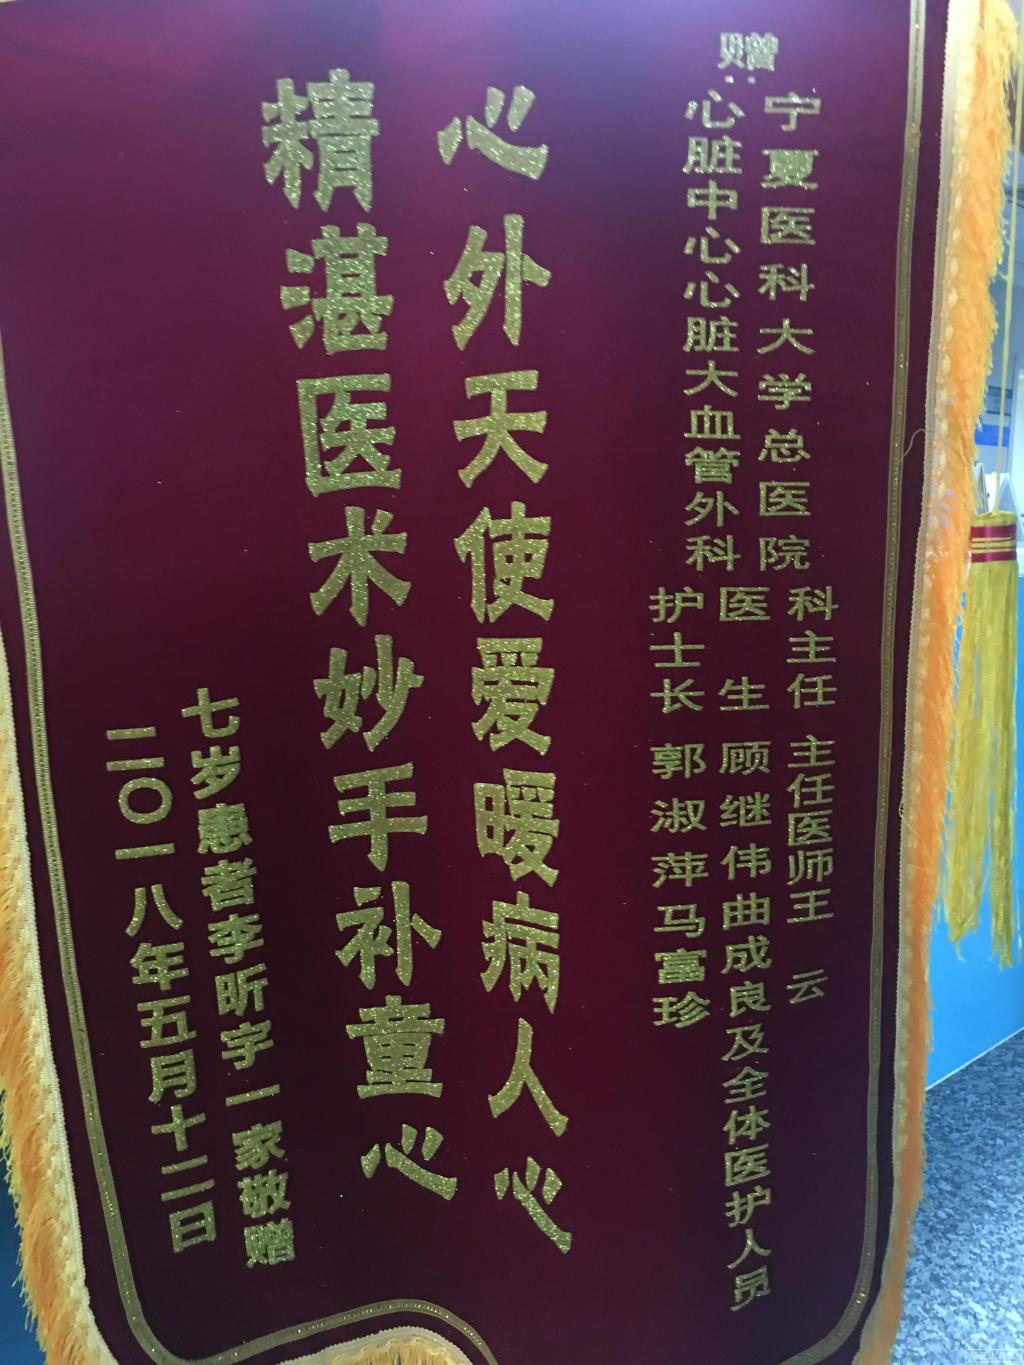 赠:
宁夏医科大学总医院
心脏中心心脏大血管外科
科主任 主任医师王 云
医 生 顾继伟曲成良及全体医护人员
护士长 郭淑萍马富珍
心外天使爱暖病人心
精湛医术妙手补童心
七岁患者李昕宇一家敬赠
二〇一八年五月十二日